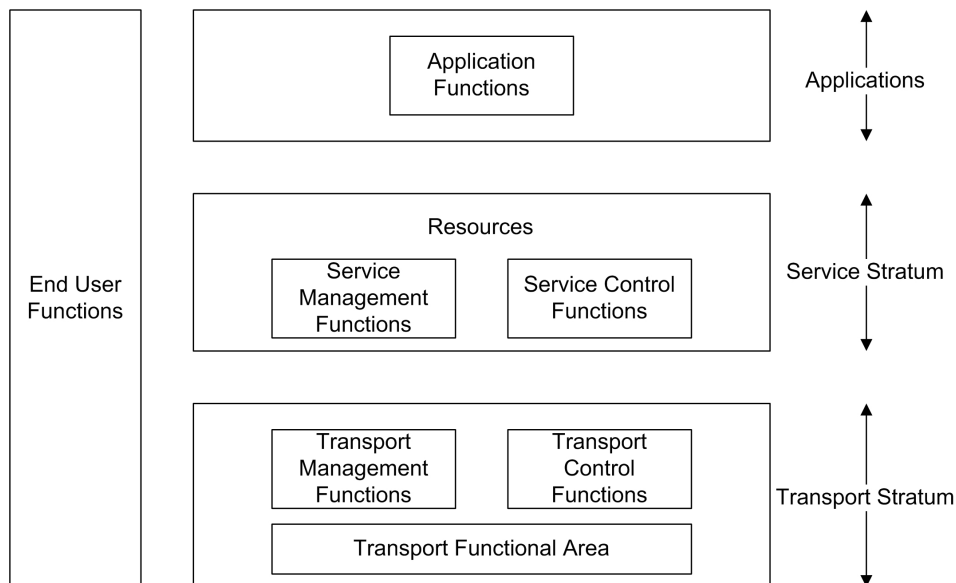 Application
Functions
Applications
End User
Functions
Resources
Service
Management
Functions
Service Control
Functions
Service Stratum
Transport
Management
Functions
Transport
Control
Functions
Transport Functional Area
Transport Stratum